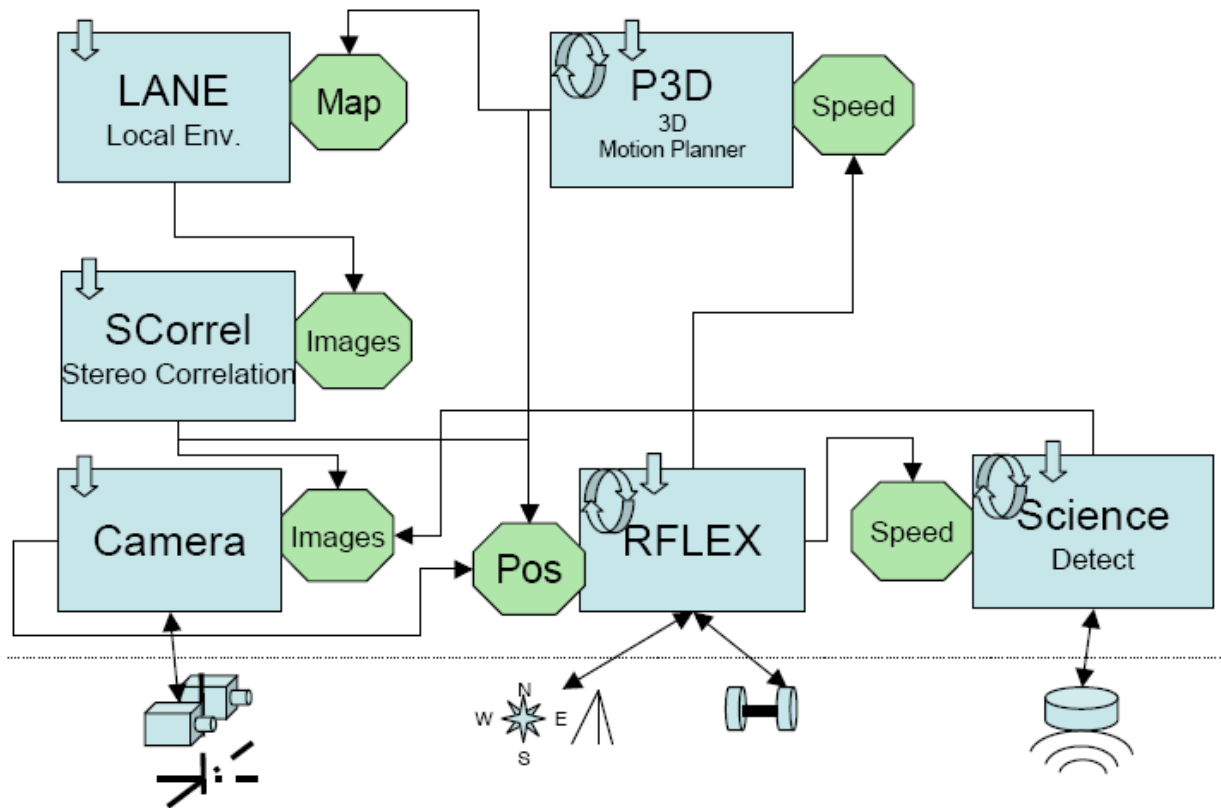 LANE
Local Env.
Map
P3D
3D
Motion Planner
Speed
SCorrel
Stereo Correlation
Images
Camera
Images
Pos
RFLEX
Speed
Science
Detect
N
W
E
S